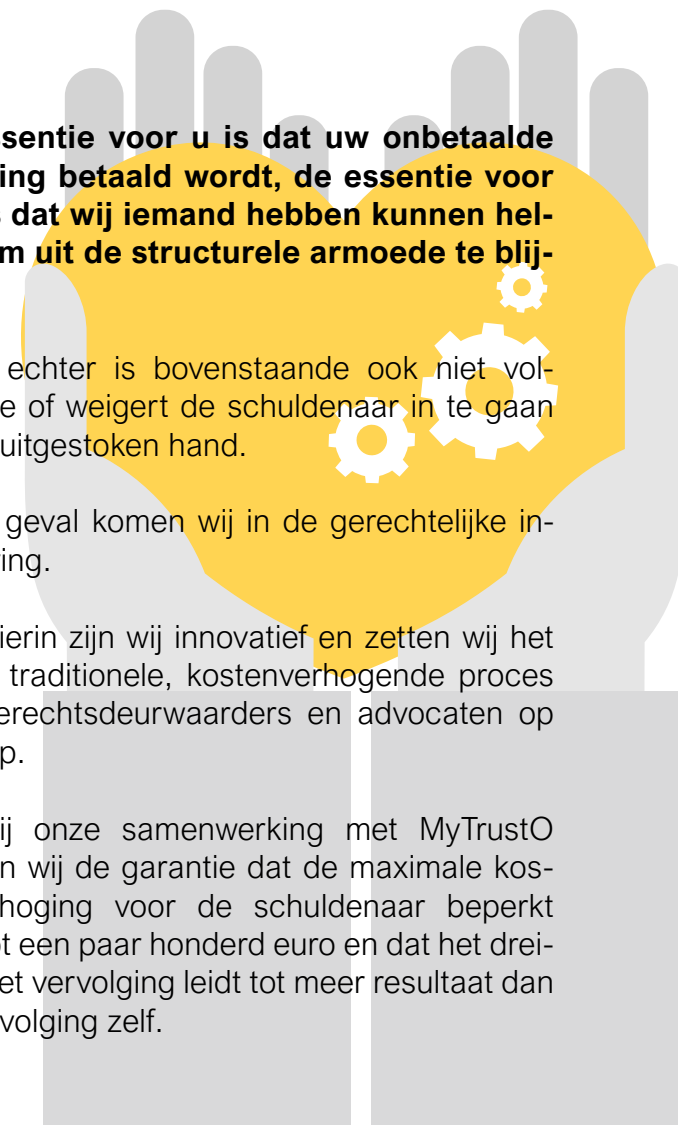 ssentie voor u is dat uw onbetaalde
ing betaald wordt, de essentie voor
s dat wij iemand hebben kunnen hel-
m uit de structurele armoede te blij-
echter is bovenstaande ook niet vol-
e of weigert de schuldenaar in te gaan
uitgestoken hand.
geval komen wij in de gerechtelijke in-
ring.
ierin zijn wij innovatief en zetten wij het
traditionele, kostenverhogende proces
erechtsdeurwaarders en advocaten op
p.
ij onze samenwerking met MyTrustO
n wij de garantie dat de maximale kos-
hoging voor de schuldenaar beperkt
ot een paar honderd euro en dat het drei-
et vervolging leidt tot meer resultaat dan
volging zelf.